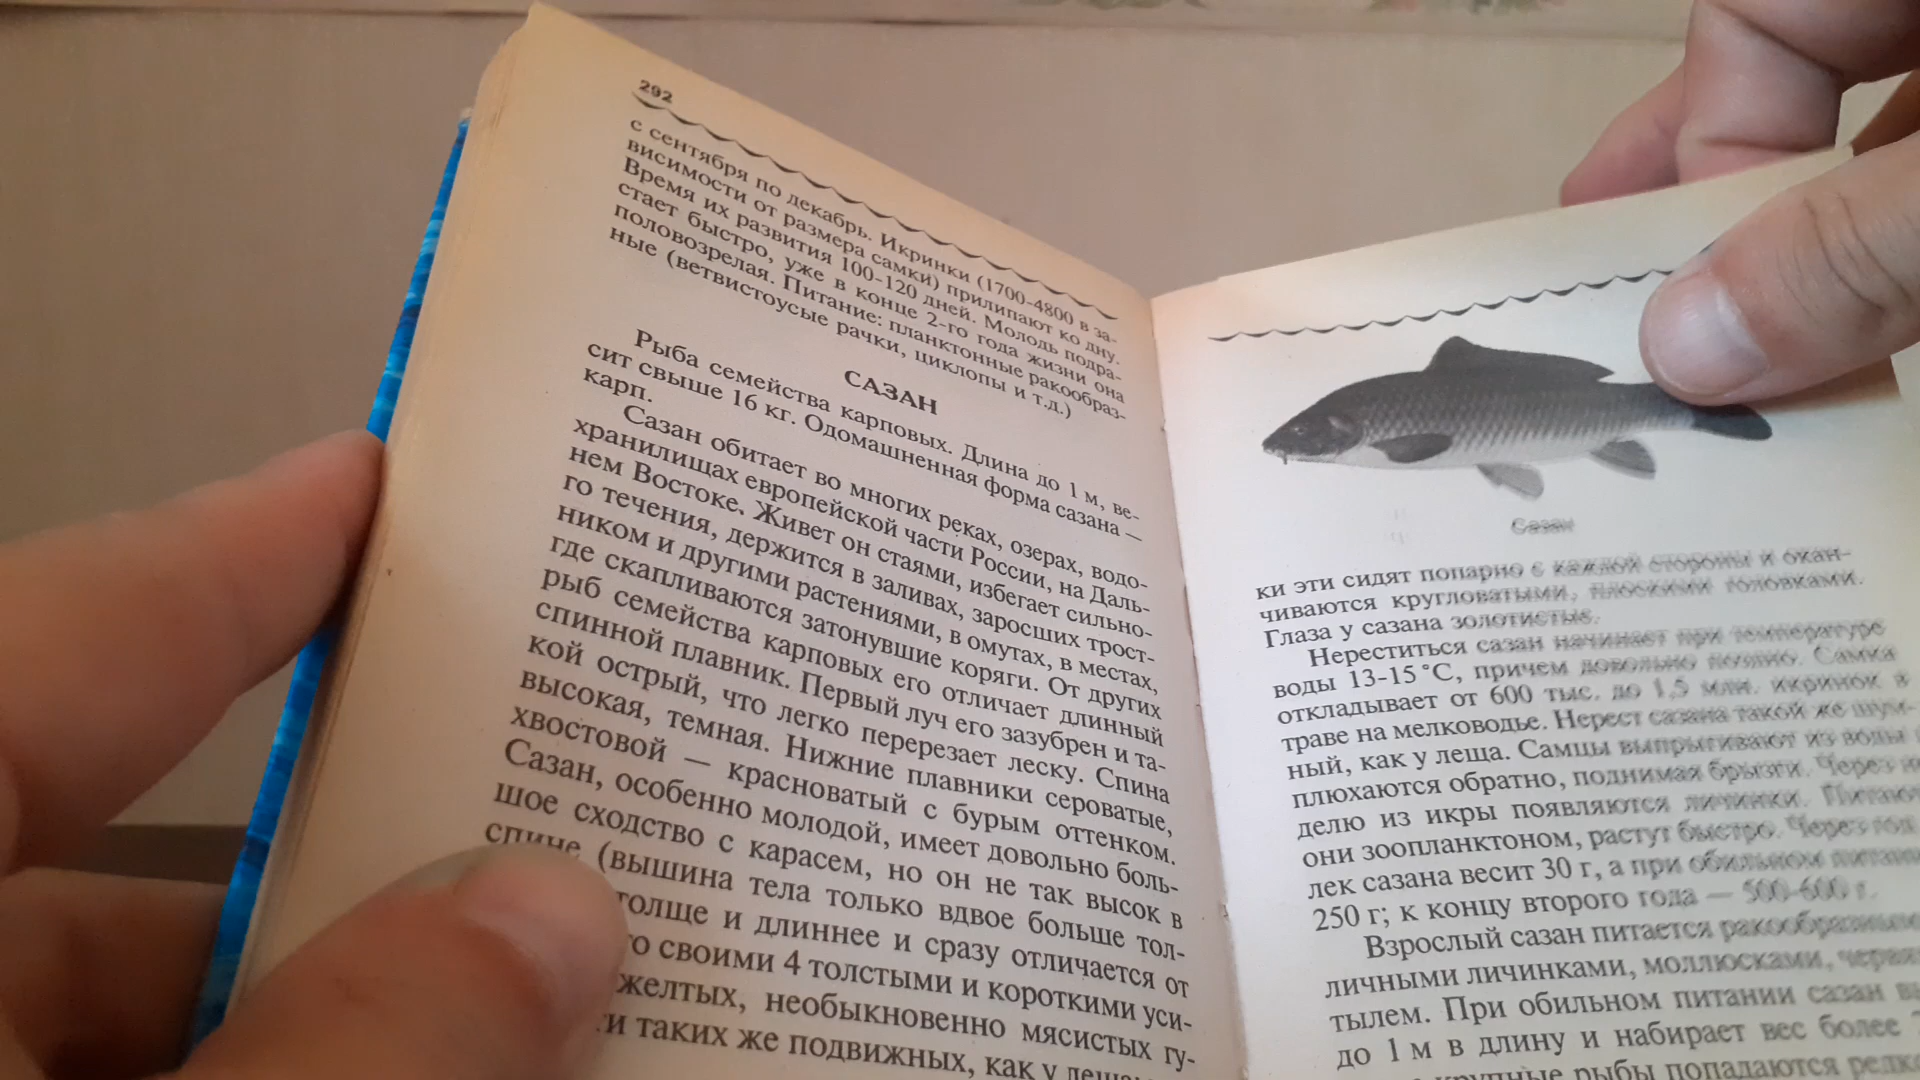 292
с сентября по декабрь. Икринки (1700-4800 в за-
висимости от размера самки) прилипают ко дну.
Время их развития 100-120 дней. Молодь подра-
стает быстро, уже в конце 2-го года жизни она
половозрелая. Питание: планктонные ракообраз-
ные (ветвистоусые рачки, циклопы и т.д.)
САЗАН
Рыба семейства карповых. Длина до 1 м, ве-
сит свыше 16 кг. Одомашненная форма сазана —
карп.
Сазан обитает во многих реках, озерах, водо-
хранилищах европейской части России, на Даль-
нем Востоке. Живет он стаями, избегает сильно-
го течения, держится в заливах, заросших трост-
ником и другими растениями, в омутах, в местах,
где скапливаются затонувшие коряги. От других
рыб семейства карповых его отличает длинный
спинной плавник. Первый луч его зазубрен и та-
кой острый, что легко перерезает леску. Спина
высокая, темная. Нижние плавники сероватые,
хвостовой — красноватый с бурым оттенком.
Сазан, особенно молодой, имеет довольно боль-
шое сходство с карасем, но он не так высок в
спине (вышина тела только вдвое больше тол-
толще и длиннее и сразу отличается от
своими 4 толстыми и короткими уси-
желтых, необыкновенно мясистых гу-
таких же подвижных, как у леща
Сазан
ки эти сидят попарно с каждой стороны и окан-
чиваются кругловатыми, плоскими головками.
Глаза у сазана золотистые.
Нереститься сазан начинает при температуре
воды 13-15 °С, причем довольно поздно. Самка
откладывает от 600 тыс. до 1,5 млн. икринок в
траве на мелководье. Нерест сазана такой же шум-
ный, как у леща. Самцы выпрыгивают из воды
плюхаются обратно, поднимая брызги. Через не-
делю из икры появляются личинки.
они зоопланктоном, растут быстро. Через год
лек сазана весит 30 г, а при обильном
250 г; к концу второго года — 500-600 г.
Взрослый сазан питается
личными личинками, моллюсками,
тылем. При обильном питании сазан
до 1 м в длину и набирает вес более
крупные рыбы попадаются